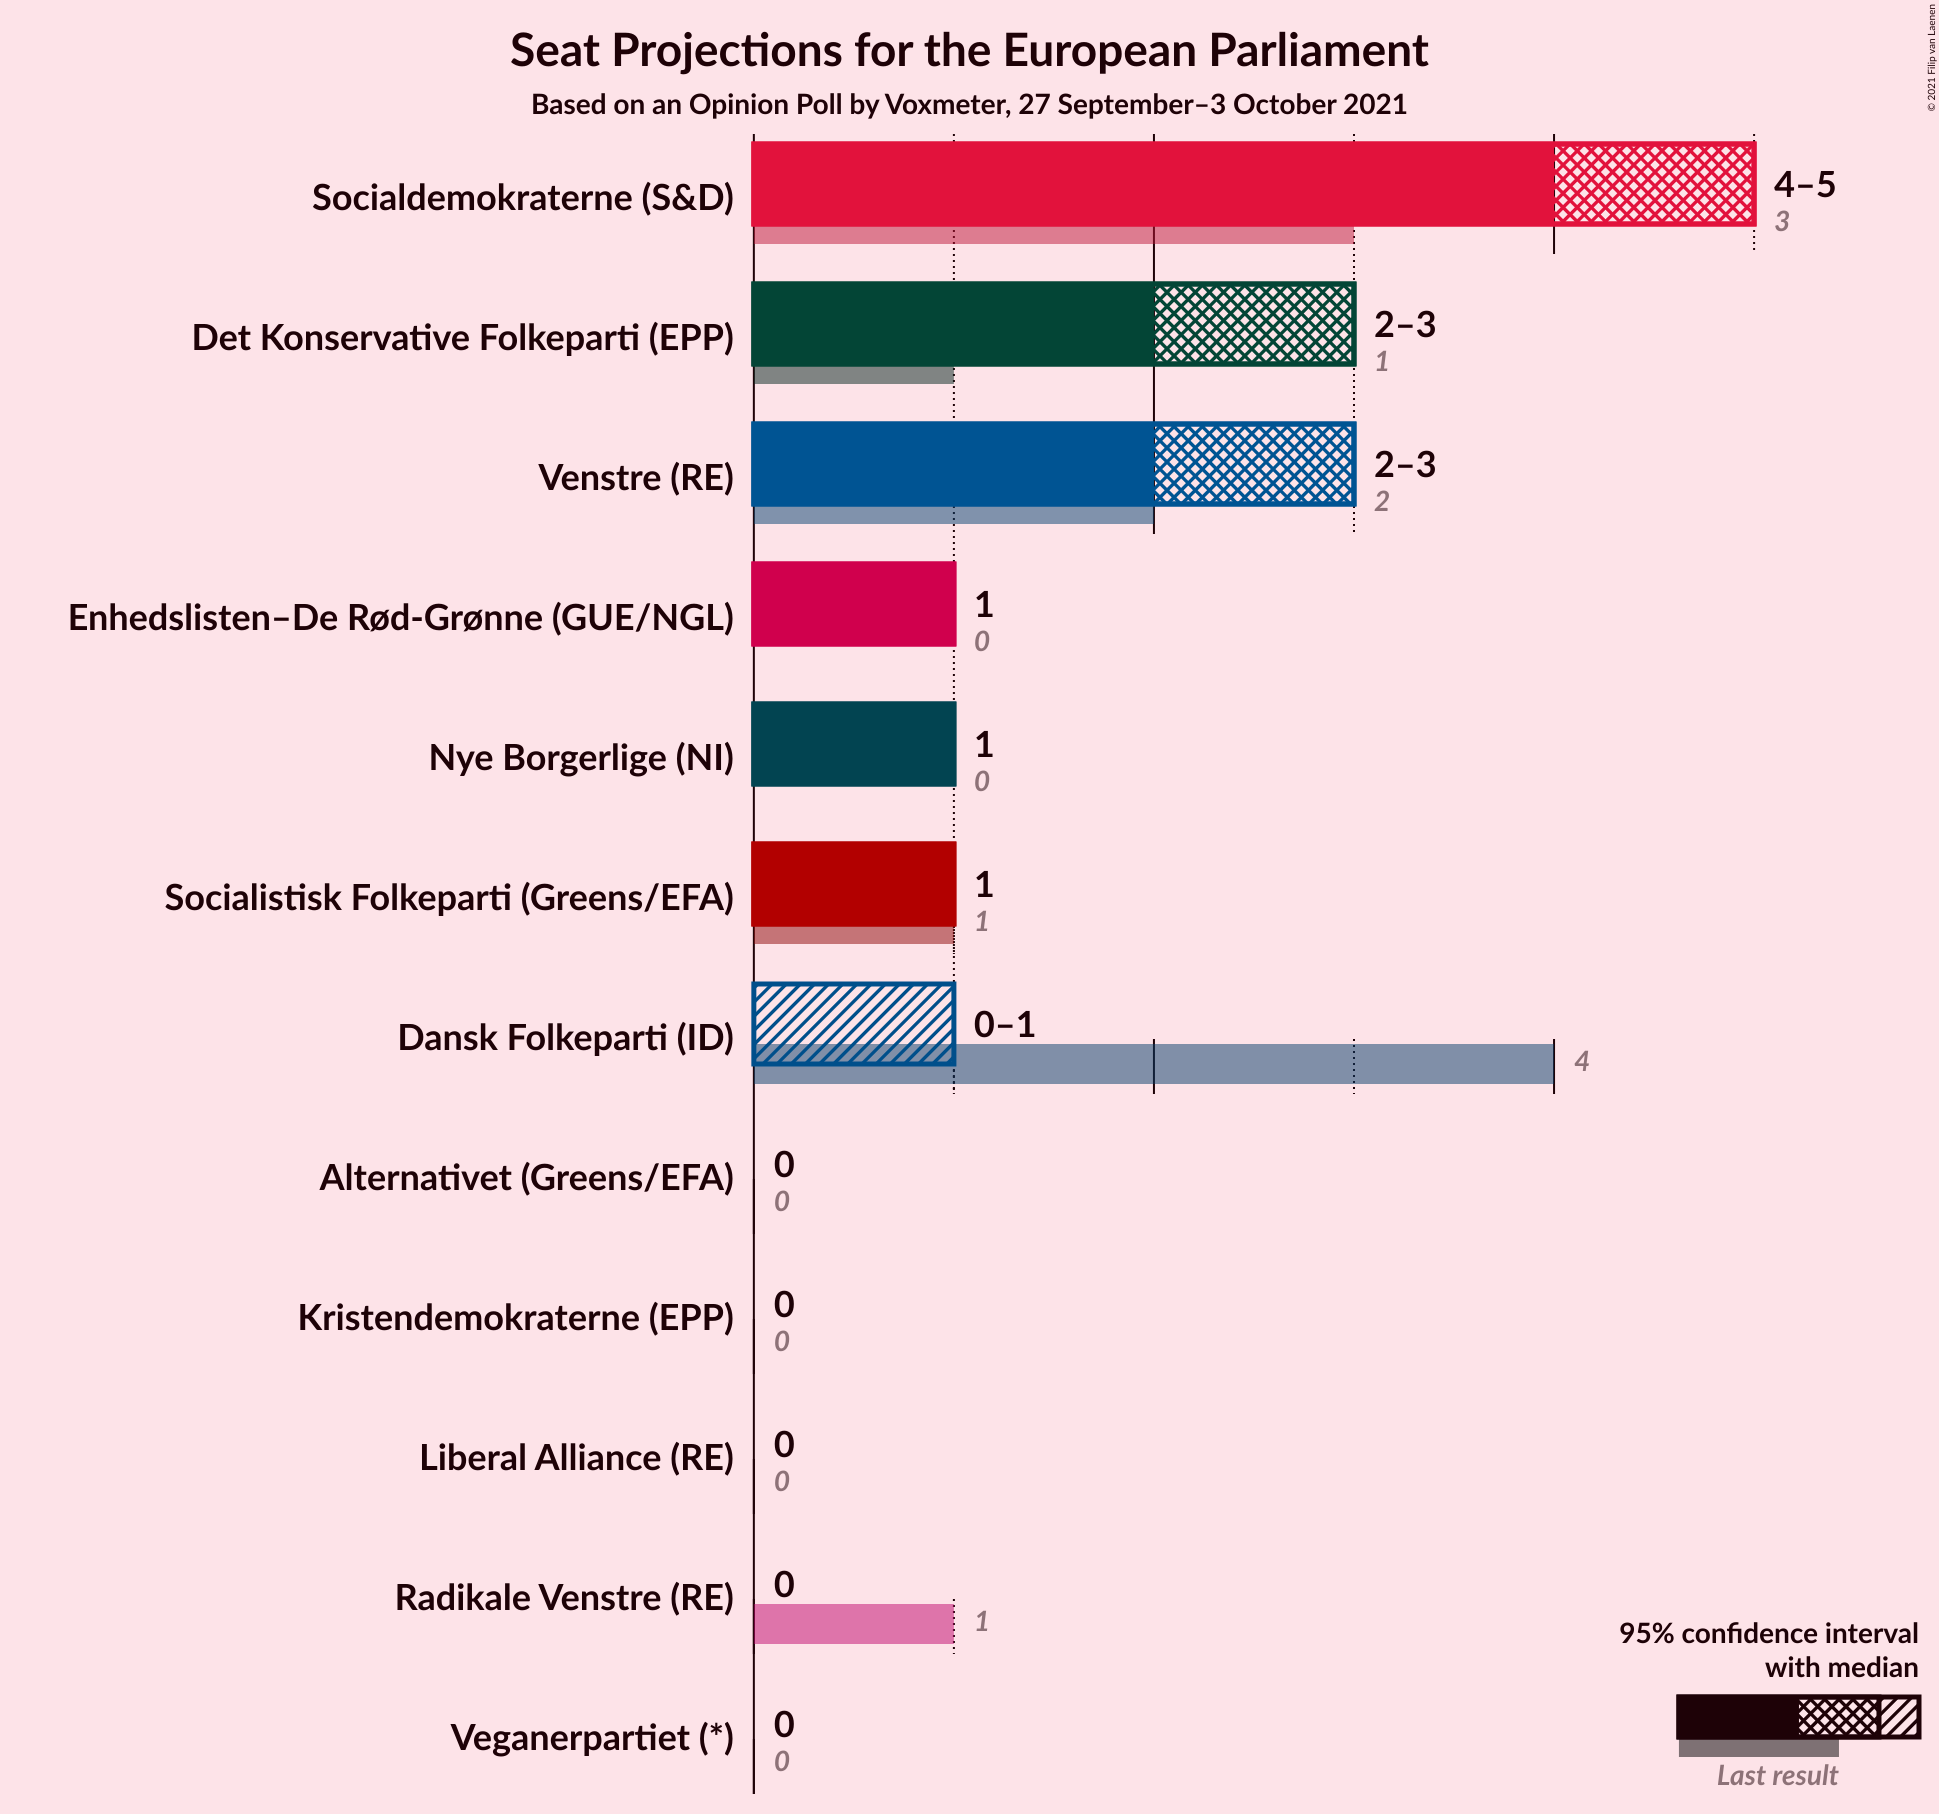 Seat Projections for the European Parliament
Based on an Opinion Poll by Voxmeter, 27 September–3 October 2021
© 2021 Filip van Laenen
Socialdemokraterne (S&D)
4–5
3
Det Konservative Folkeparti (EPP)
2–3
1
Venstre (RE)
2–3
2
Enhedslisten–De Rød-Grønne (GUE/NGL)
1
0
Nye Borgerlige (NI)
1
0
Socialistisk Folkeparti (Greens/EFA)
1
1
Dansk Folkeparti (ID)
0–1
4
Alternativet (Greens/EFA)
0
0
Kristendemokraterne (EPP)
0
0
Liberal Alliance (RE)
0
0
Radikale Venstre (RE)
0
1
Veganerpartiet (*)
0
0
95% confidence interval
with median
Last result